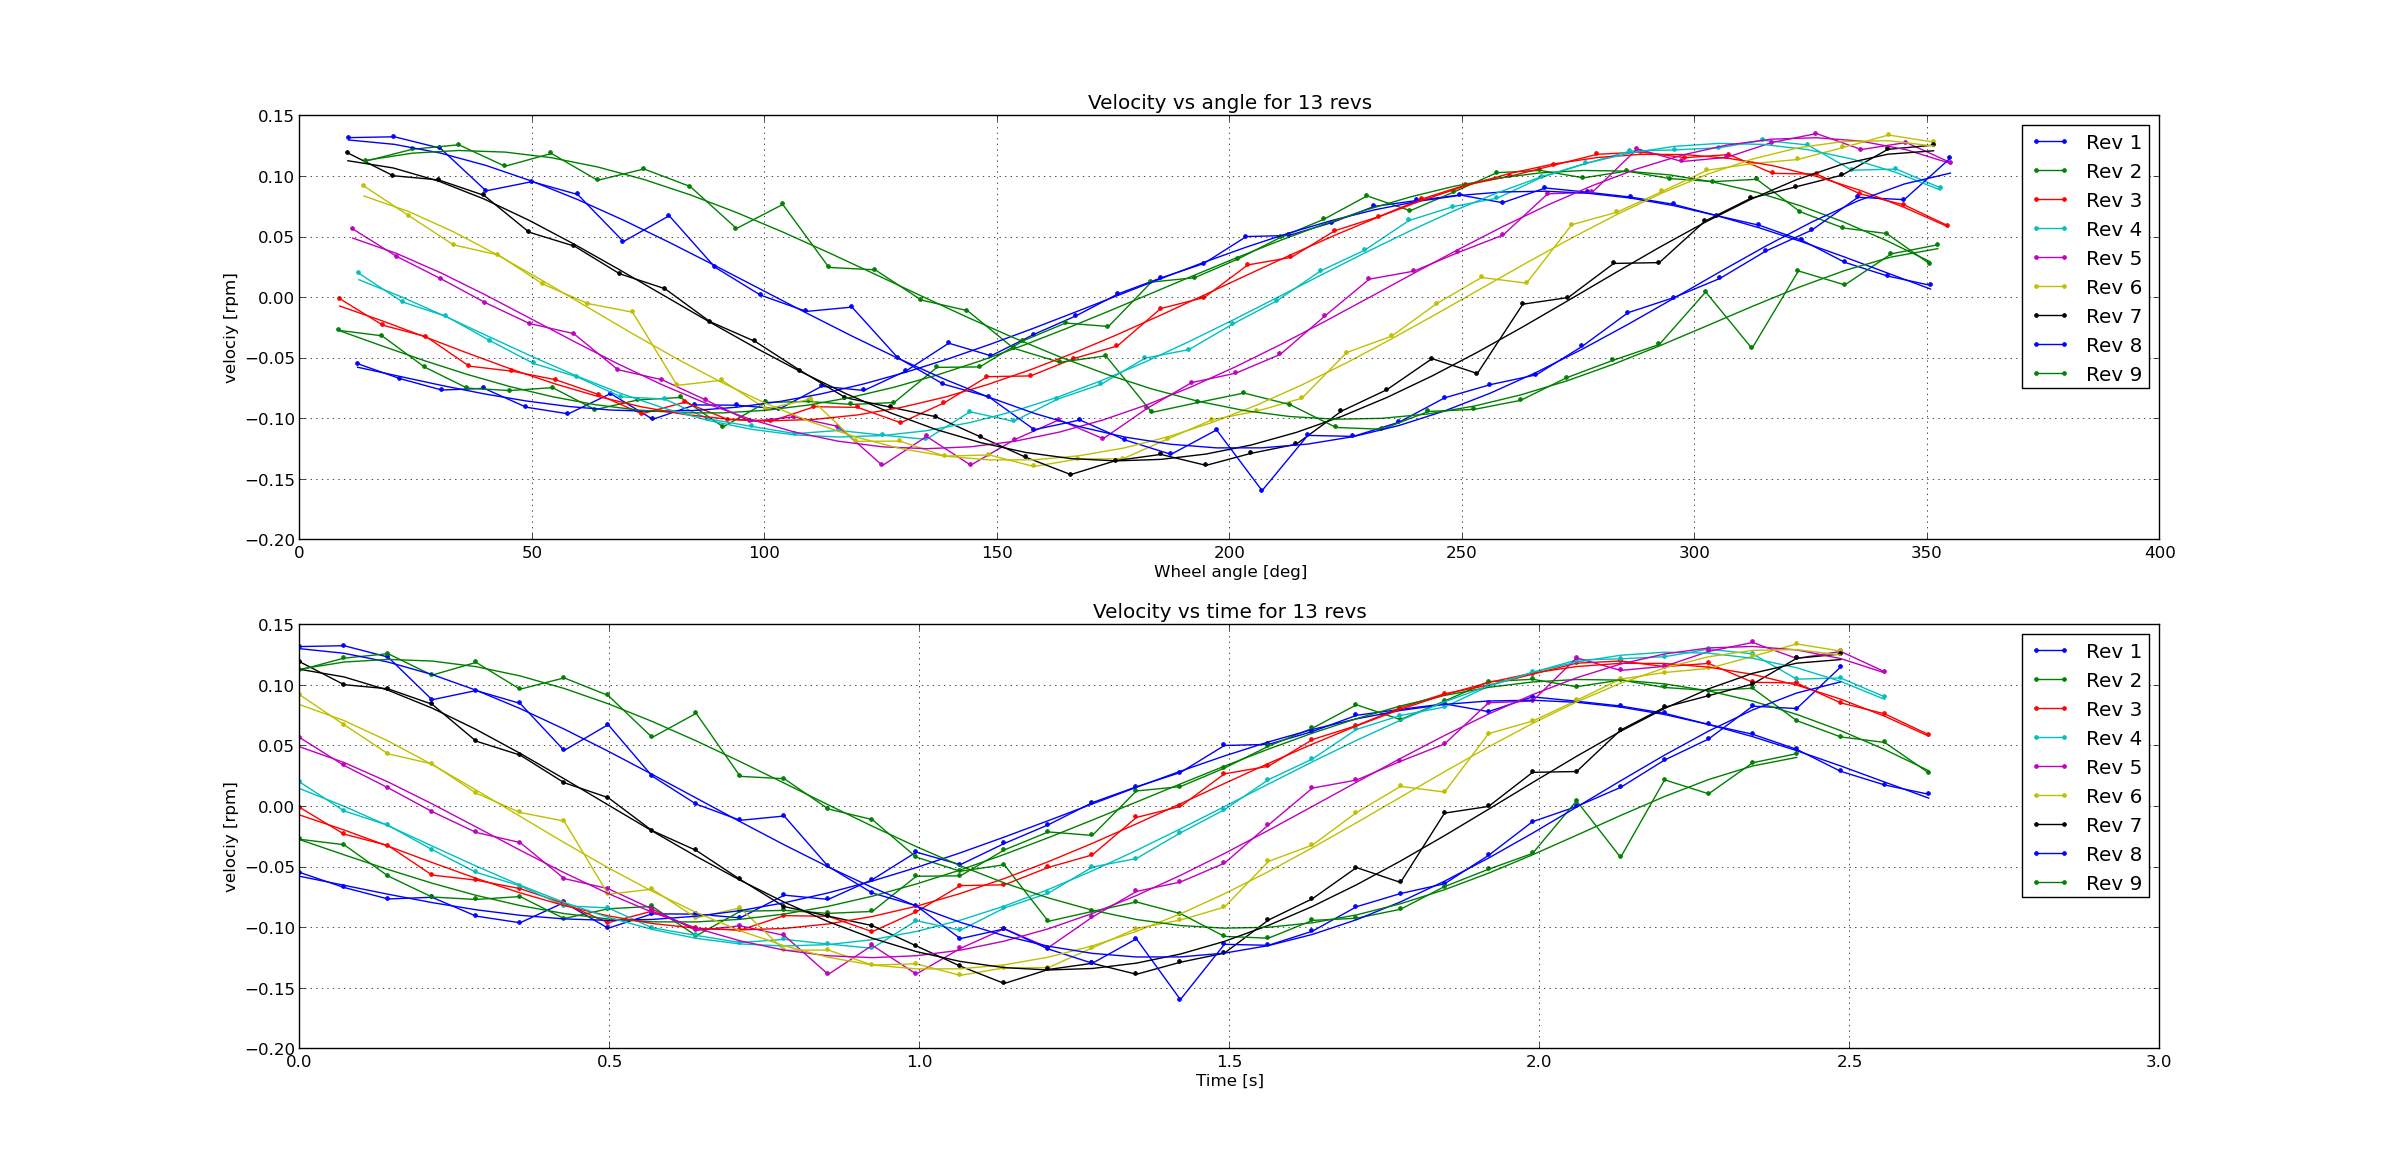 Velocity vs angle for 13 revs
0.15
0.10
0.05
0.00
−0.05
−0.10
−0.15
−0.20
velociy [rpm]
0 50 100 150 200 250 300 350 400
Wheel angle [deg]
Rev 1
Rev 2
Rev 3
Rev 4
Rev 5
Rev 6
Rev 7
Rev 8
Rev 9
Velocity vs time for 13 revs
0.15
0.10
0.05
0.00
−0.05
−0.10
−0.15
−0.20
velociy [rpm]
0.0 0.5 1.0 1.5 2.0 2.5 3.0
Time [s]
Rev 1
Rev 2
Rev 3
Rev 4
Rev 5
Rev 6
Rev 7
Rev 8
Rev 9